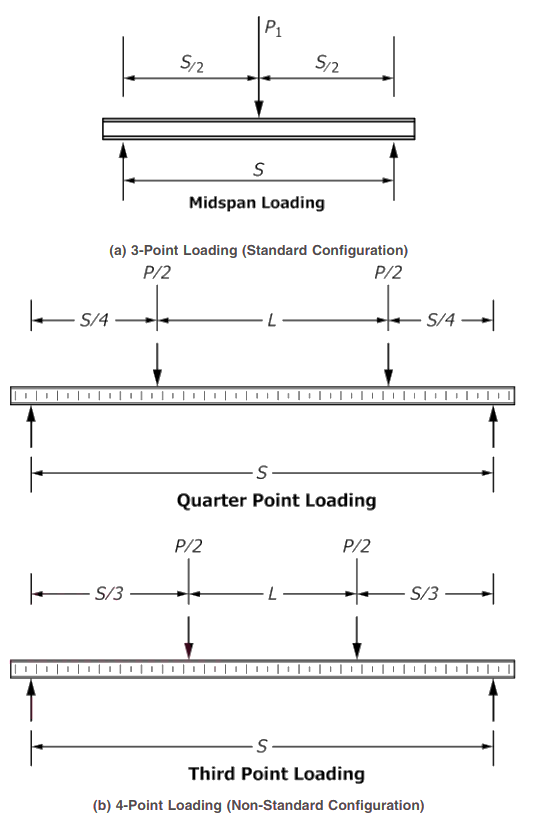 P1
S/2 S/2
S
Midspan Loading
(a) 3-Point Loading (Standard Configuration)
P/2 P/2
S/4 L S/4
S
Quarter Point Loading
P/2 P/2
S/3 L S/3
S
Third Point Loading
(b) 4-Point Loading (Non-Standard Configuration)